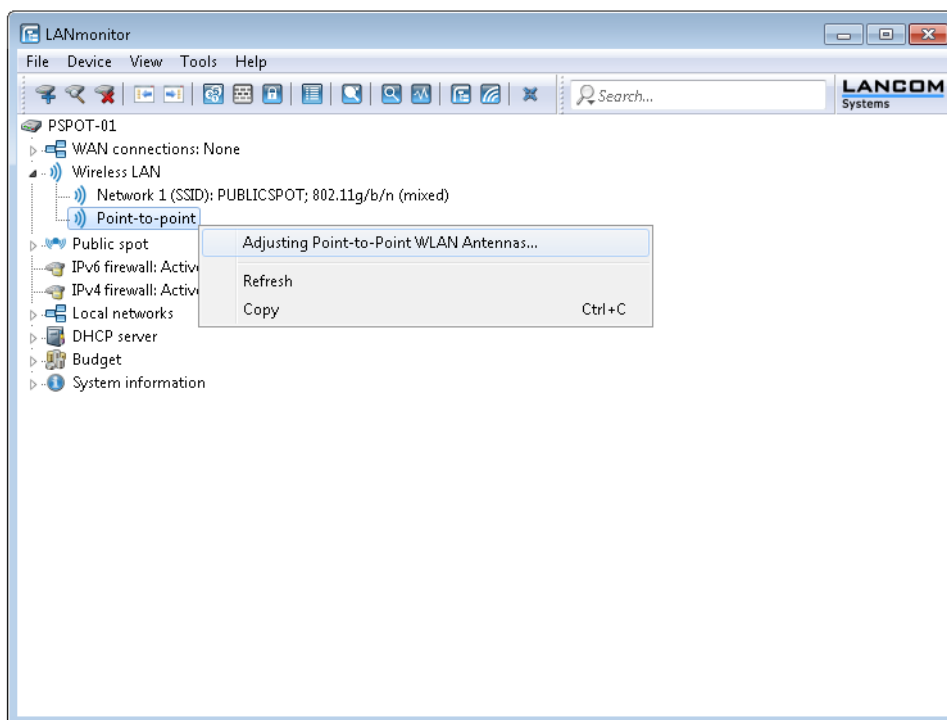 LANmonitor
File Device View Tools Help
Search...
LANCOM
Systems
PSPOT-01
WAN connections: None
Wireless LAN
Network 1 (SSID): PUBLICSPOT; 802.11g/b/n (mixed)
Point-to-point
Adjusting Point-to-Point WLAN Antennas...
Refresh
Copy Ctrl+C
Public spot
IPv6 firewall: Activ
IPv4 firewall: Activ
Local networks
DHCP server
Budget
System information